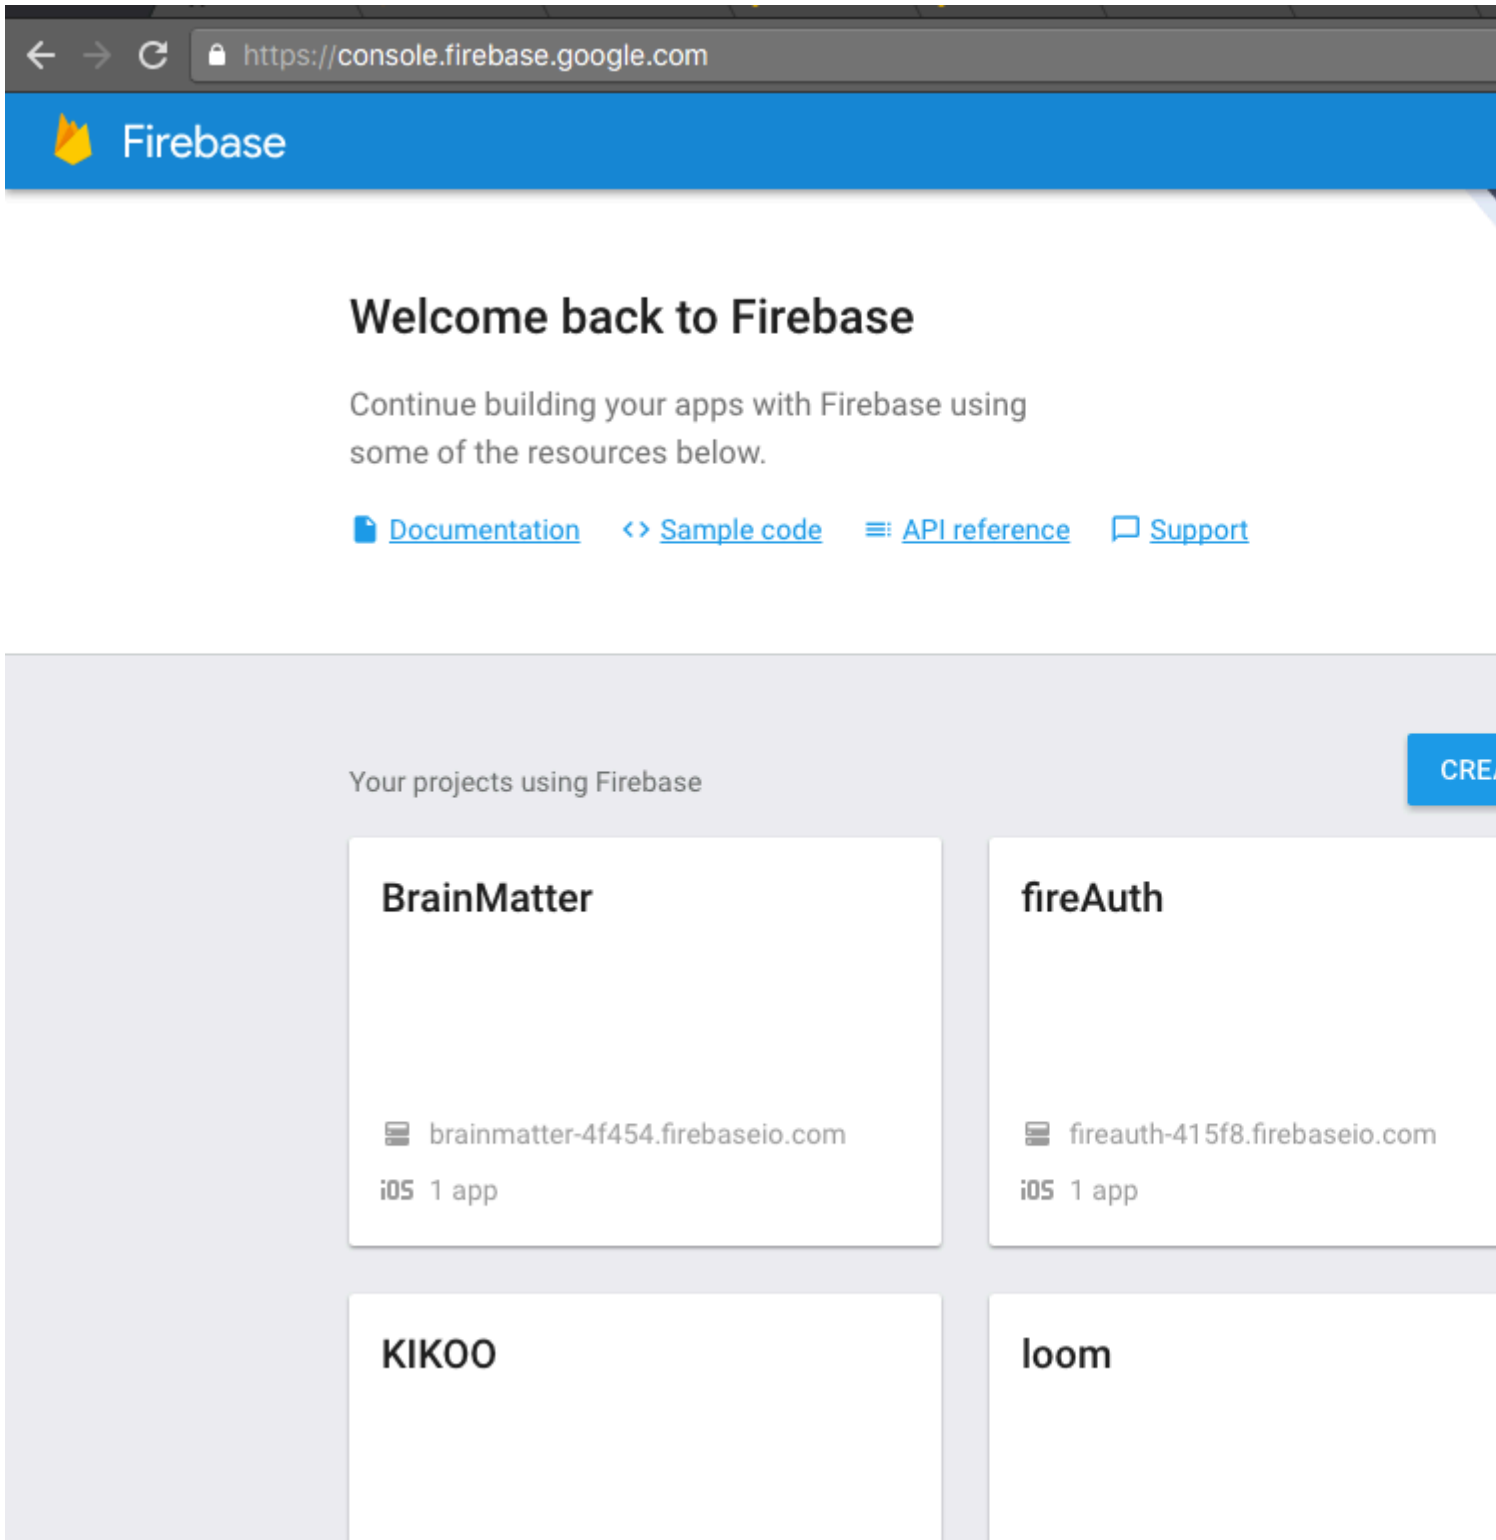 https://console.firebase.google.com
Firebase
Welcome back to Firebase
Continue building your apps with Firebase using
some of the resources below.
Documentation <> Sample code API reference Support
Your projects using Firebase
BrainMatter fireAuth
brainmatter-4f454.firebaseio.com fireauth-415f8.firebaseio.com
iOS 1 app iOS 1 app
KIKOO loom